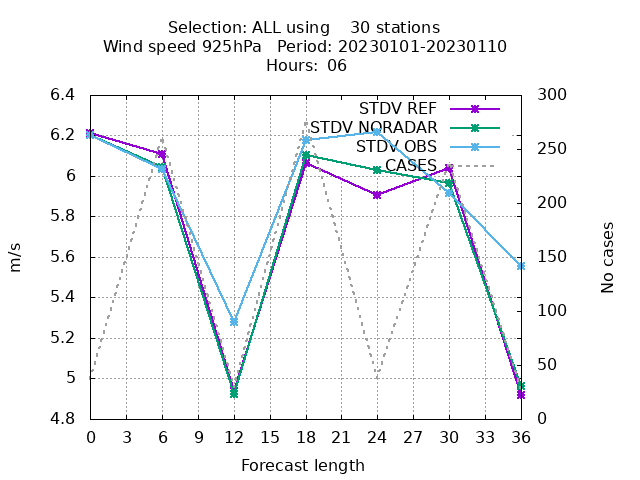 Selection: ALL using 30 stations
Wind speed 925hPa Period: 20230101-20230110
Hours: 06
STDV REF
STDV NORADAR
STDV OBS
CASES
6.4
6.2
6
5.8
5.6
5.4
5.2
5
4.8
m/s
300
250
200
150
100
50
0
No cases
0 3 6 9 12 15 18 21 24 27 30 33 36
Forecast length